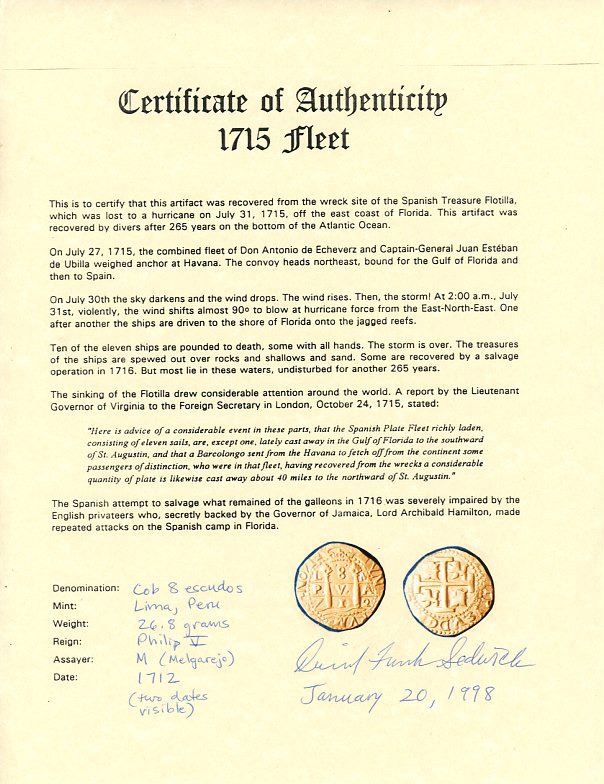 Certificate of Authenticity
1715 Fleet
This is to certify that this artifact was recovered from the wreck site of the Spanish Treasure Flotilla,
which was lost to a hurricane on July 31, 1715, off the east coast of Florida. This artifact was
recovered by divers after 265 years on the bottom of the Atlantic Ocean.
On July 27, 1715, the combined fleet of Don Antonio de Echeverz and Captain-General Juan Estéban
de Ubilla weighed anchor at Havana. The convoy heads northeast, bound for the Gulf of Florida and
then to Spain.
On July 30th the sky darkens and the wind drops. The wind rises. Then, the storm! At 2:00 a.m., July
31st, violently, the wind shifts almost 90º to blow at hurricane force from the East-North-East. One
after another the ships are driven to the shore of Florida onto the jagged reefs.
Ten of the eleven ships are pounded to death, some with all hands. The storm is over. The treasures
of the ships are spewed out over rocks and shallows and sand. Some are recovered by a salvage
operation in 1716. But most lie in these waters, undisturbed for another 265 years.
The sinking of the Flotilla drew considerable attention around the world. A report by the Lieutenant
Governor of Virginia to the Foreign Secretary in London, October 24, 1715, stated:
"Here is advice of a considerable event in these parts, that the Spanish Plate Fleet richly laden,
consisting of eleven sails, are, except one, lately cast away in the Gulf of Florida to the southward
of St. Augustin, and that a Barcolongo sent from the Havana to fetch off from the continent some
passengers of distinction, who were in that fleet, having recovered from the wrecks a considerable
quantity of plate is likewise cast away about 40 miles to the northward of St. Augustin."
The Spanish attempt to salvage what remained of the galleons in 1716 was severely impaired by the
English privateers who, secretly backed by the Governor of Jamaica, Lord Archibald Hamilton, made
repeated attacks on the Spanish camp in Florida.
Denomination: Cob 8 escudos
Mint: Lima, Peru
Weight: 26.8 grams
Reign: Philip V
Assayer: M (Melgarejo)
Date: 1712
(two dates
visible)
L 8 M
P V A
January 20, 1998